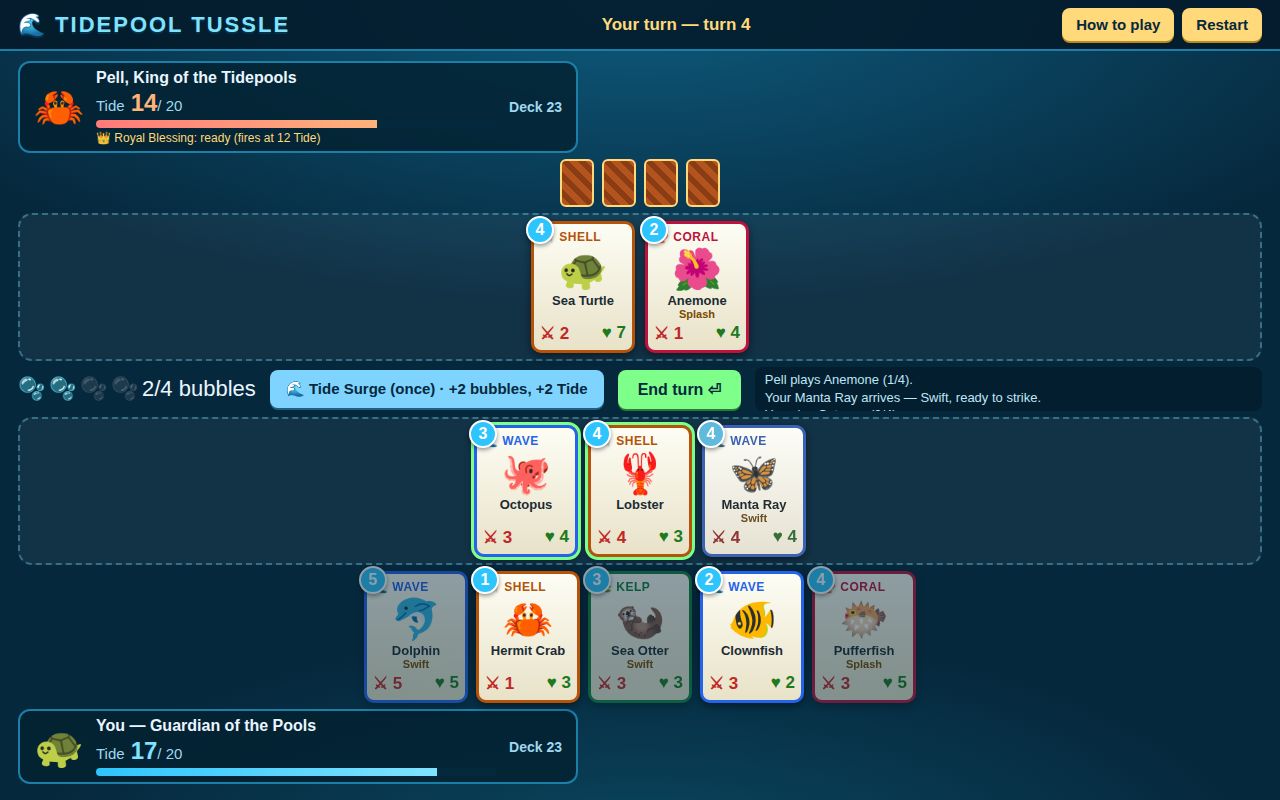 TIDEPOOL TUSSLE
Your turn — turn 4
How to play
Restart
Pell, King of the Tidepools
Tide 14/ 20
Deck 23
Royal Blessing: ready (fires at 12 Tide)
4 SHELL
Sea Turtle
2 7
2 CORAL
Anemone
Splash
1 4
2/4 bubbles
Tide Surge (once) · +2 bubbles, +2 Tide
End turn ⏎
Pell plays Anemone (1/4).
Your Manta Ray arrives — Swift, ready to strike.
3 WAVE
Octopus
3 4
4 SHELL
Lobster
4 3
4 WAVE
Manta Ray
Swift
4 4
5 WAVE
Dolphin
Swift
5 5
1 SHELL
Hermit Crab
1 3
3 KELP
Sea Otter
Swift
3 3
2 WAVE
Clownfish
3 2
4 CORAL
Pufferfish
Splash
3 5
You — Guardian of the Pools
Tide 17/ 20
Deck 23